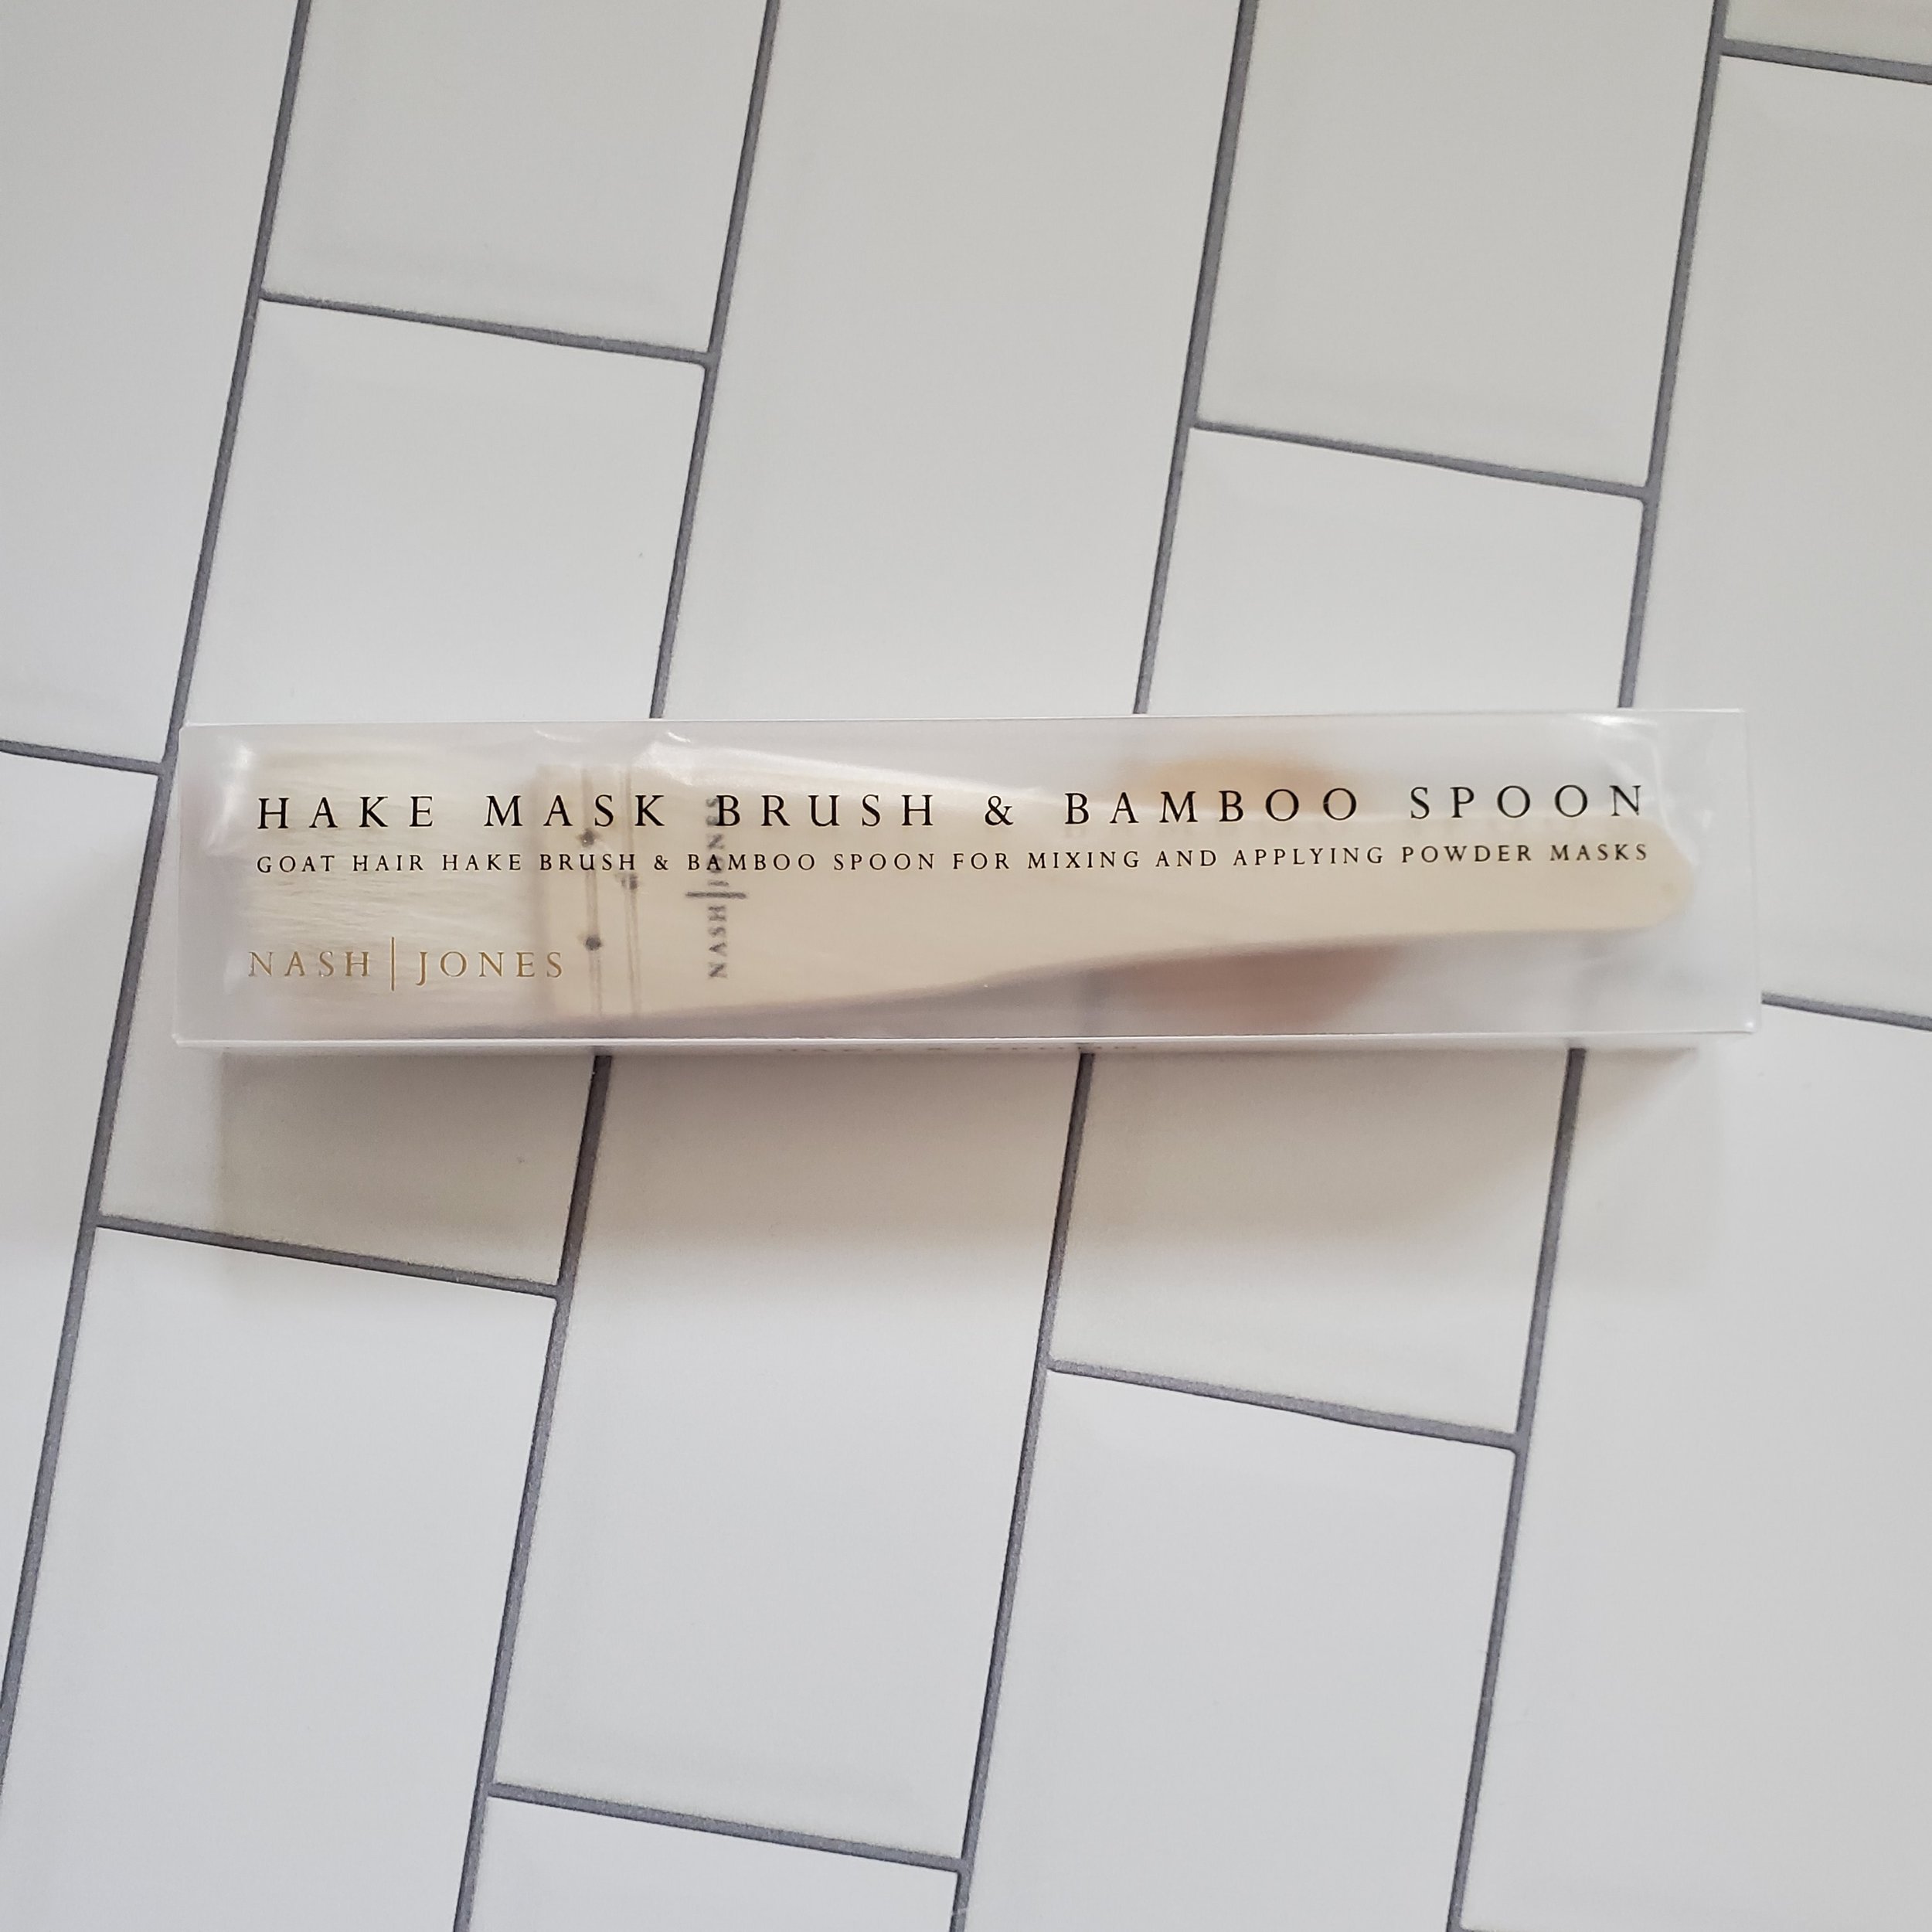 HAKE MASK BRUSH & BAMBOO SPOON
GOAT HAIR HAKE BRUSH & BAMBOO SPOON FOR MIXING AND APPLYING POWDER MASKS
NASH|JONES
NASH|JONES